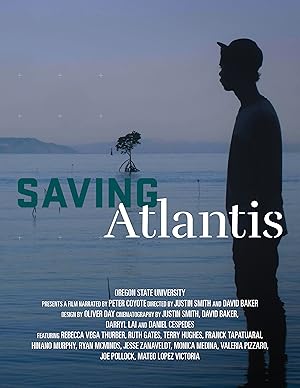 SAVING
Atlantis
OREGON STATE UNIVERSITY
PRESENTS A FILM NARRATED BY PETER COYOTE DIRECTED BY JUSTIN SMITH AND DAVID BAKER
DESIGN BY OLIVER DAY CINEMATOGRAPHY BY JUSTIN SMITH, DAVID BAKER,
DARRYL LAI AND DANIEL CESPEDES
FEATURING REBECCA VEGA THURBER, RUTH GATES, TERRY HUGHES, FRANCK TAPUTUARAI,
HINANO MURPHY, RYAN MCMINDS, JESSE ZANAVELDT, MONICA MEDINA, VALERIA PIZZARO,
JOE POLLOCK, MATEO LOPEZ VICTORIA